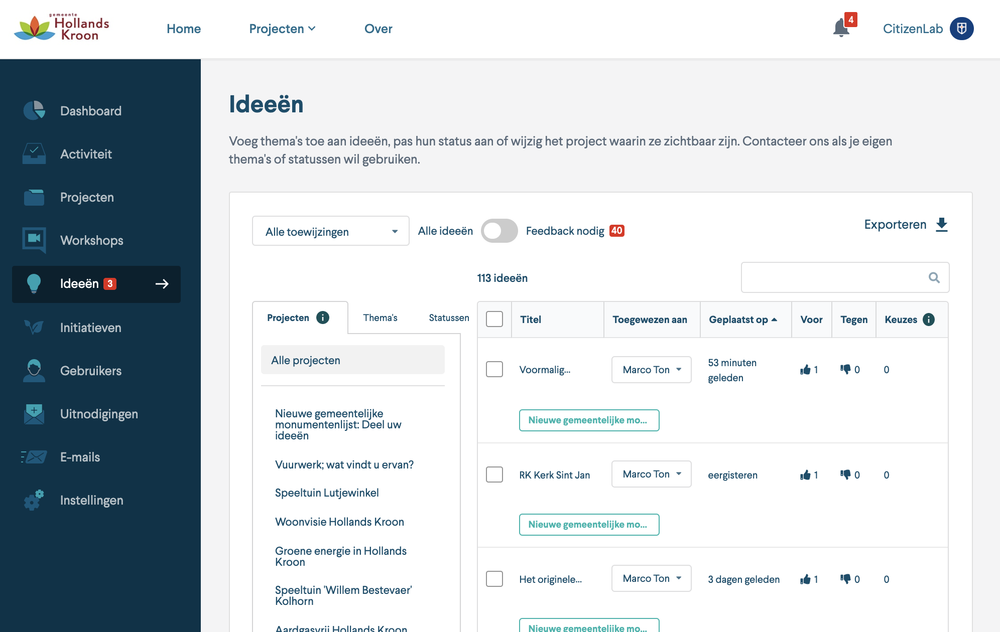 gemeente
Hollands
Kroon
Home
Projecten
Over
4
CitizenLab
Dashboard
Activiteit
Projecten
Workshops
Ideeën 3
Initiatieven
Gebruikers
Uitnodigingen
E-mails
Instellingen
Ideeën
Voeg thema's toe aan ideeën, pas hun status aan of wijzig het project waarin ze zichtbaar zijn. Contacteer ons als je eigen
thema's of statussen wil gebruiken.
Alle toewijzingen
Alle ideeën
Feedback nodig 40
Exporteren
113 ideeën
Projecten i
Thema's
Statussen
Alle projecten
Nieuwe gemeentelijke
monumentenlijst: Deel uw
ideeën
Vuurwerk; wat vindt u ervan?
Speeltuin Lutjewinkel
Woonvisie Hollands Kroon
Groene energie in Hollands
Kroon
Speeltuin 'Willem Bestevaer'
Kolhorn
Aardgasvrij Hollands Kroon
Titel
Toegewezen aan
Geplaatst op
Voor
Tegen
Keuzes i
Voormalig...
Marco Ton
53 minuten
geleden
1
0
0
Nieuwe gemeentelijke mo...
RK Kerk Sint Jan
Marco Ton
eergisteren
1
0
0
Nieuwe gemeentelijke mo...
Het originele...
Marco Ton
3 dagen geleden
1
0
0
Nieuwe gemeentelijke mo...